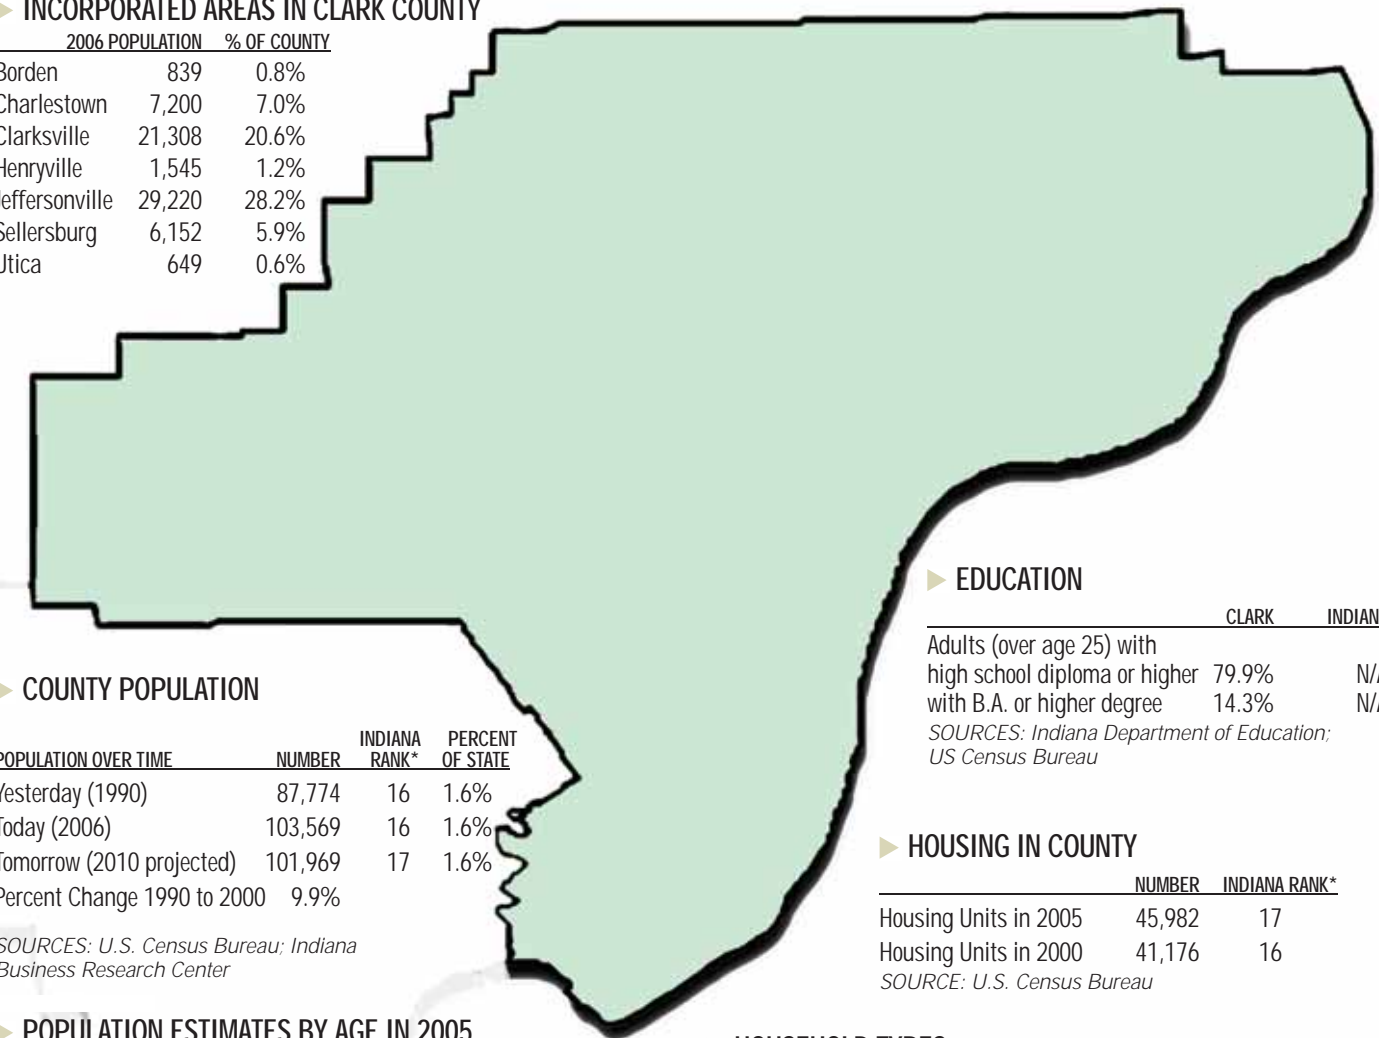 INCORPORATED AREAS IN CLARK COUNTY
2006 POPULATION % OF COUNTY
Borden 839 0.8%
Charlestown 7,200 7.0%
Clarksville 21,308 20.6%
Henryville 1,545 1.2%
Jeffersonville 29,220 28.2%
Sellersburg 6,152 5.9%
Utica 649 0.6%
EDUCATION
CLARK INDIAN
Adults (over age 25) with
high school diploma or higher 79.9% N/A
with B.A. or higher degree 14.3% N/A
SOURCES: Indiana Department of Education;
US Census Bureau
COUNTY POPULATION
INDIANA PERCENT
POPULATION OVER TIME NUMBER RANK* OF STATE
Yesterday (1990) 87,774 16 1.6%
Today (2006) 103,569 16 1.6%
Tomorrow (2010 projected) 101,969 17 1.6%
Percent Change 1990 to 2000 9.9%
SOURCES: U.S. Census Bureau; Indiana
Business Research Center
HOUSING IN COUNTY
NUMBER INDIANA RANK*
Housing Units in 2005 45,982 17
Housing Units in 2000 41,176 16
SOURCE: U.S. Census Bureau
POPULATION ESTIMATES BY AGE IN 2005
HOUSEHOLD TYPES